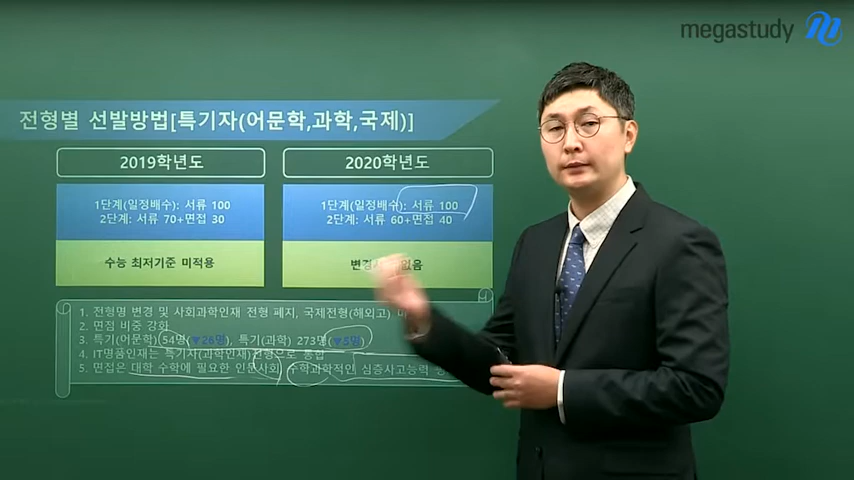 megastudy
전형별 선발방법[특기자(어문학,과학,국제)]
2019학년도
2020학년도
1단계(일정배수): 서류 100
2단계: 서류 70+면접 30
1단계(일정배수): 서류 100
2단계: 서류 60+면접 40
수능 최저기준 미적용
없음
1. 전형명 변경 및 사회과학인재 전형 폐지, 국제전형(해외고)
2. 면접 비중 강화
3. 특기(어문학) 54명(▼26명), 특기(과학) 273명(▼5명)
4. IT명품인재는 특기자(과학인재)전형으로 통합
5. 면접은 대학 수학에 필요한 인문사회 수학과학적인 심층사고능력